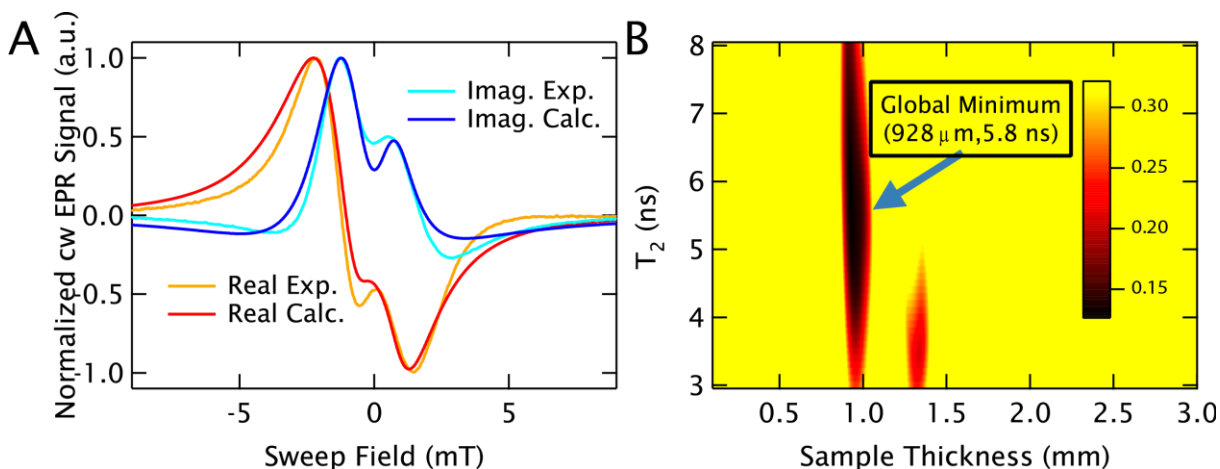 A
Normalized cw EPR Signal (a.u.)
1.0
0.5
0.0
-0.5
-1.0
Imag. Exp.
Imag. Calc.
Real Exp.
Real Calc.
-5
0
5
Sweep Field (mT)
B
T2 (ns)
8
7
6
5
4
3
Global Minimum
(928 μm,5.8 ns)
0.30
0.25
0.20
0.15
0.5
1.0
1.5
2.0
2.5
3.0
Sample Thickness (mm)